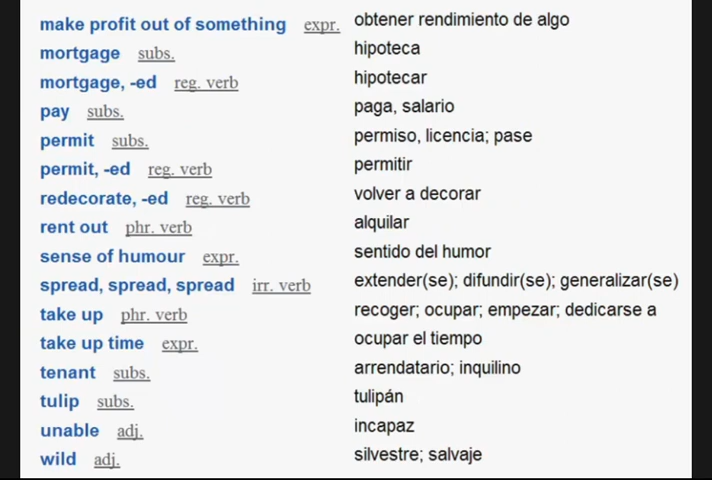 make profit out of something expr. obtener rendimiento de algo
mortgage subs. hipoteca
mortgage, -ed reg. verb hipotecar
pay subs. paga, salario
permit subs. permiso, licencia; pase
permit, -ed reg. verb permitir
redecorate, -ed reg. verb volver a decorar
rent out phr. verb alquilar
sense of humour expr. sentido del humor
spread, spread, spread irr. verb extender(se); difundir(se); generalizar(se)
take up phr. verb recoger; ocupar; empezar; dedicarse a
take up time expr. ocupar el tiempo
tenant subs. arrendatario; inquilino
tulip subs. tulipán
unable adj. incapaz
wild adj. silvestre; salvaje